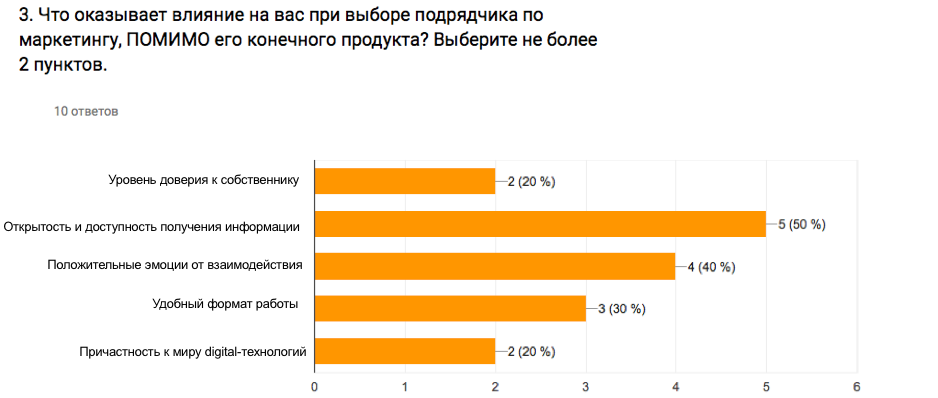 3. Что оказывает влияние на вас при выборе подрядчика по
маркетингу, ПОМИМО его конечного продукта? Выберите не более
2 пунктов.
10 ответов
Уровень доверия к собственнику
2 (20 %)
Открытость и доступность получения информации
5 (50 %)
Положительные эмоции от взаимодействия
4 (40 %)
Удобный формат работы
3 (30 %)
Причастность к миру digital-технологий
2 (20 %)
0 1 2 3 4 5 6